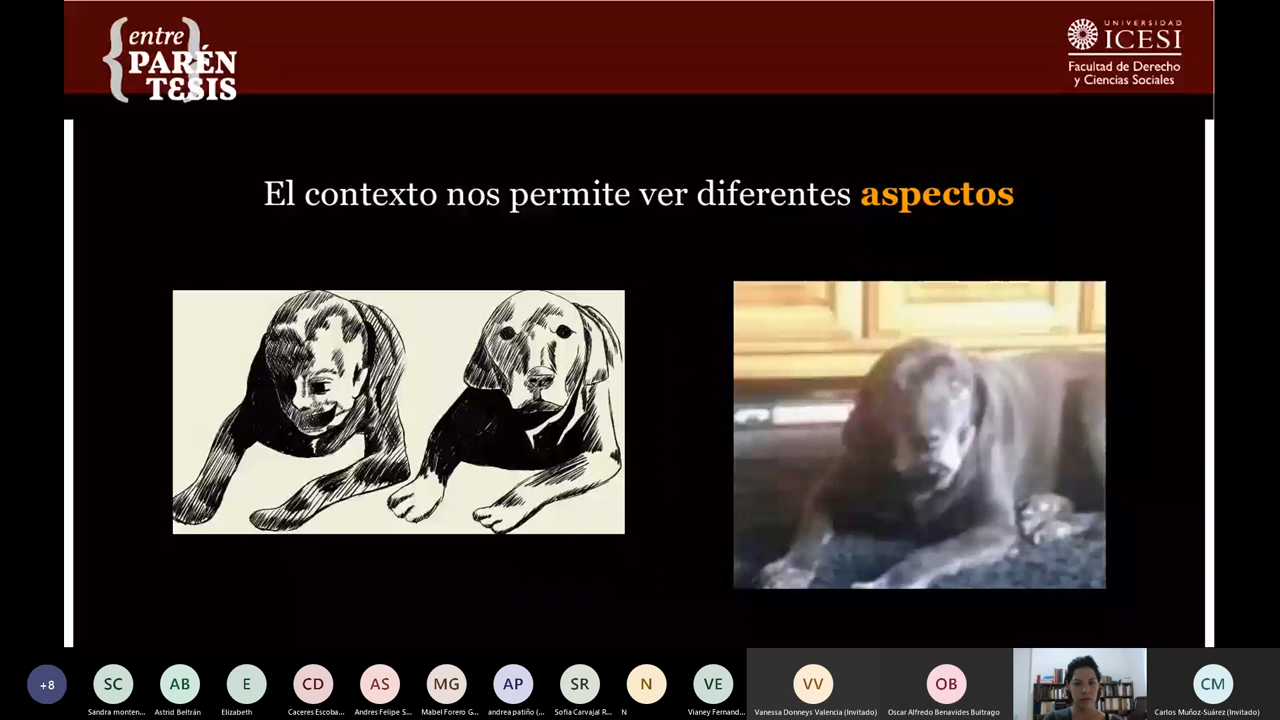 {entre}
PARÉN
TESIS
UNIVERSIDAD
ICESI
Facultad de Derecho
y Ciencias Sociales
El contexto nos permite ver diferentes aspectos
+8
SC
AB
E
CD
AS
MG
AP
SR
N
VE
VV
OB
CM
Sandra monten...
Astrid Beltrán
Elizabeth
Caceres Escoba...
Andres Felipe S...
Mabel Forero G...
andrea patiño (...
Sofía Carvajal R...
N
Vianey Fernand...
Vanessa Donneys Valencia (Invitado)
Oscar Alfredo Benavides Buitrago
Carlos Muñoz-Suárez (Invitado)